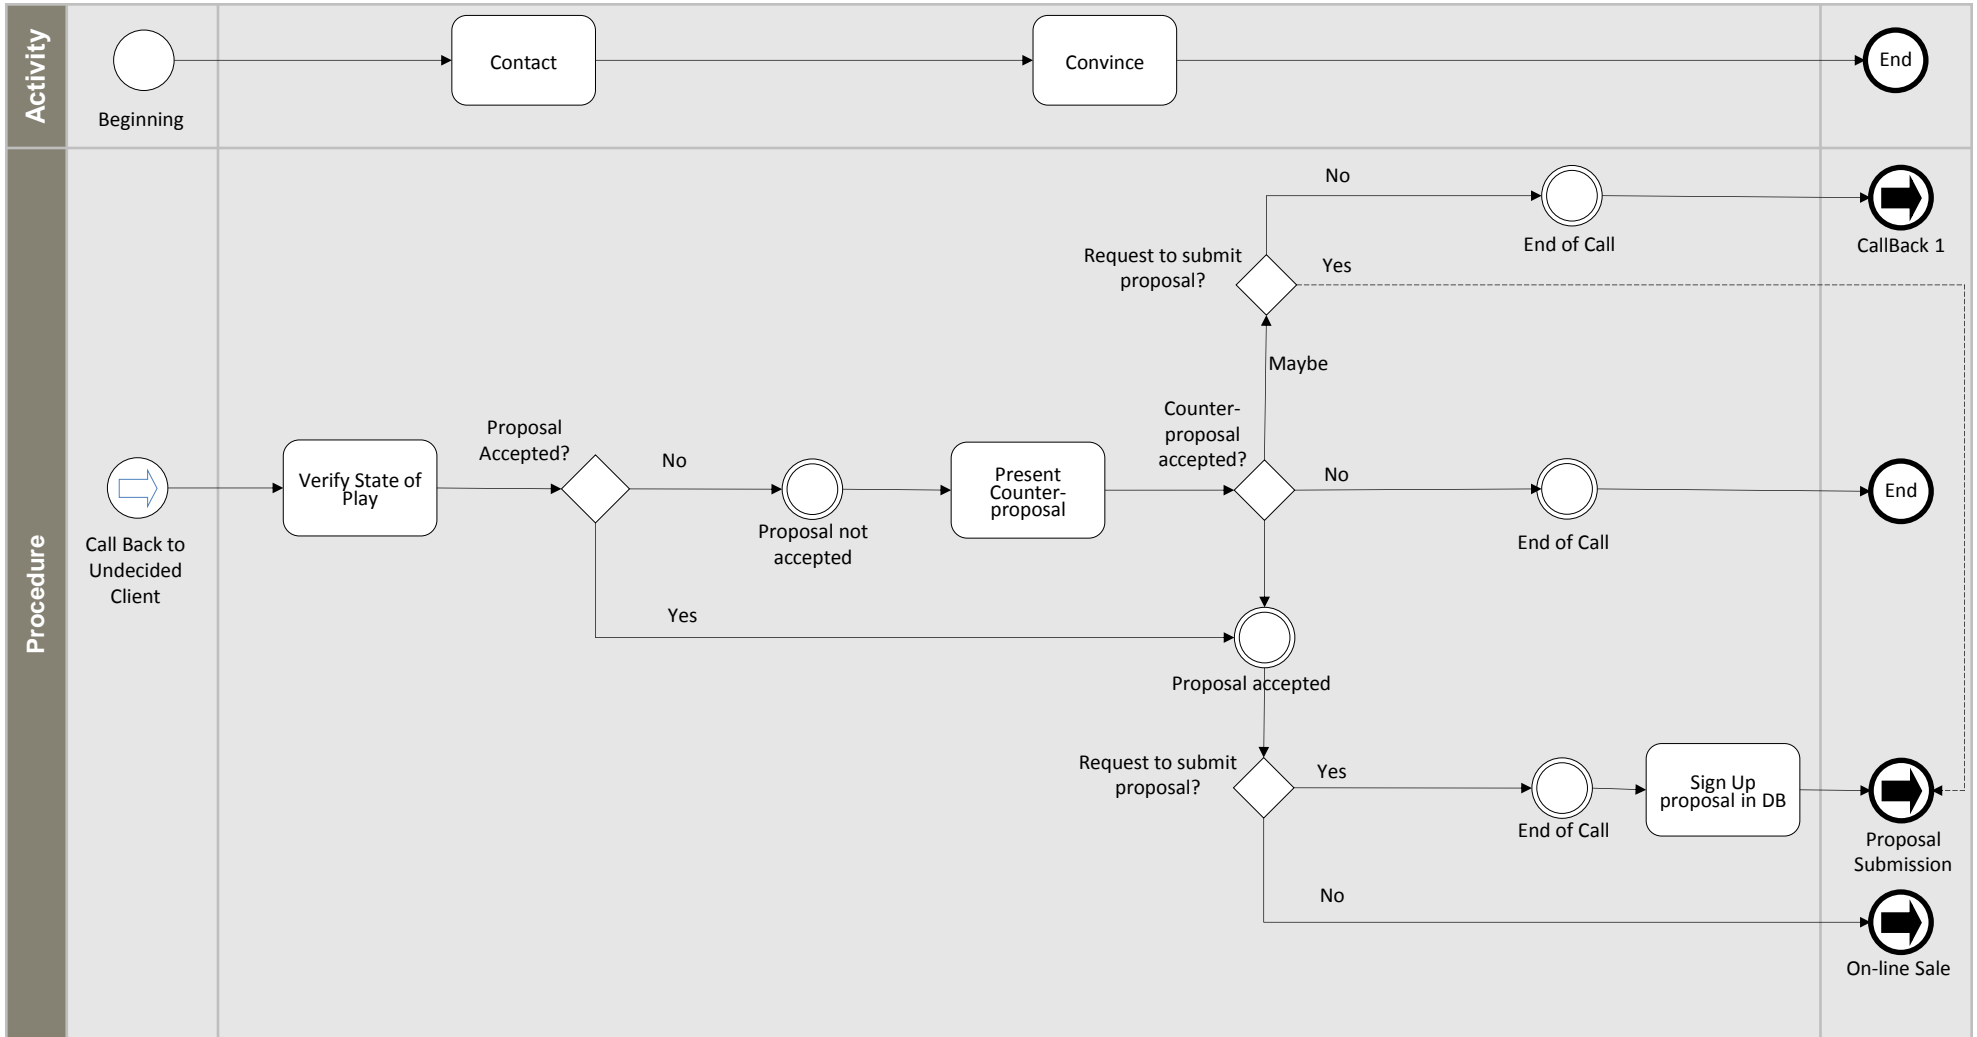 Activity
Contact
Convince
End
Beginning
No
End of Call
CallBack 1
Request to submit
proposal?
Yes
Maybe
Counter-
proposal
accepted?
Proposal
Accepted?
No
No
Verify State of
Play
Present
Counter-
proposal
End
Proposal not
accepted
End of Call
Call Back to
Undecided
Client
Procedure
Yes
Proposal accepted
Request to submit
proposal?
Yes
End of Call
Sign Up
proposal in DB
Proposal
Submission
No
On-line Sale